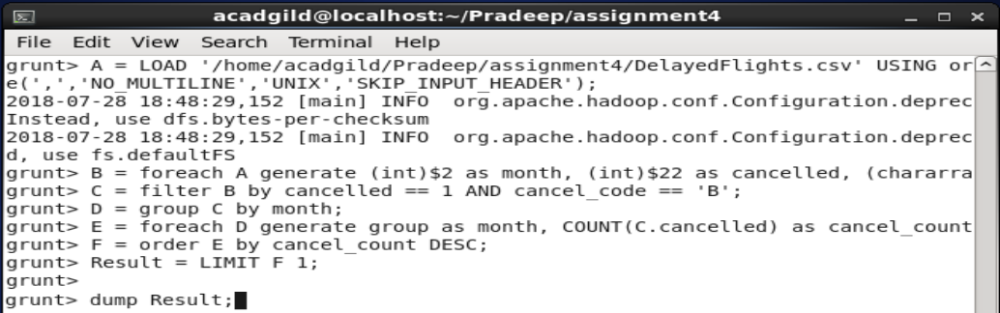 acadgild@localhost:~/Pradeep/assignment4
File Edit View Search Terminal Help
grunt> A = LOAD '/home/acadgild/Pradeep/assignment4/DelayedFlights.csv' USING or
e(',','NO_MULTILINE','UNIX','SKIP_INPUT_HEADER');
2018-07-28 18:48:29,152 [main] INFO  org.apache.hadoop.conf.Configuration.deprec
Instead, use dfs.bytes-per-checksum
2018-07-28 18:48:29,152 [main] INFO  org.apache.hadoop.conf.Configuration.deprec
d, use fs.defaultFS
grunt> B = foreach A generate (int)$2 as month, (int)$22 as cancelled, (chararra
grunt> C = filter B by cancelled == 1 AND cancel_code == 'B';
grunt> D = group C by month;
grunt> E = foreach D generate group as month, COUNT(C.cancelled) as cancel_count
grunt> F = order E by cancel_count DESC;
grunt> Result = LIMIT F 1;
grunt>
grunt> dump Result;